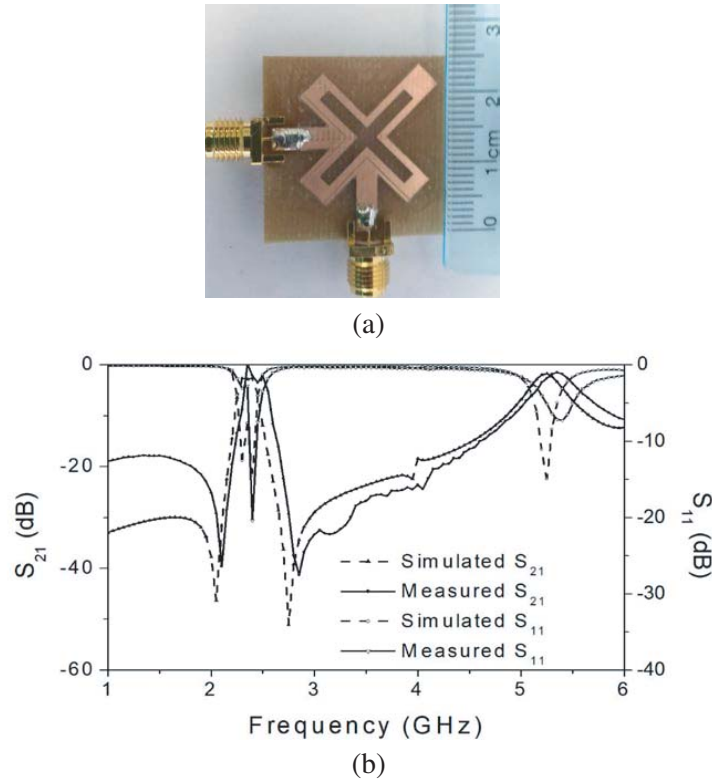 3
2
1 cm
0
(a)
0
-20
-40
-60
S21 (dB)
0
-10
-20
-30
-40
S11 (dB)
Simulated S21
Measured S21
Simulated S11
Measured S11
1 2 3 4 5 6
Frequency (GHz)
(b)